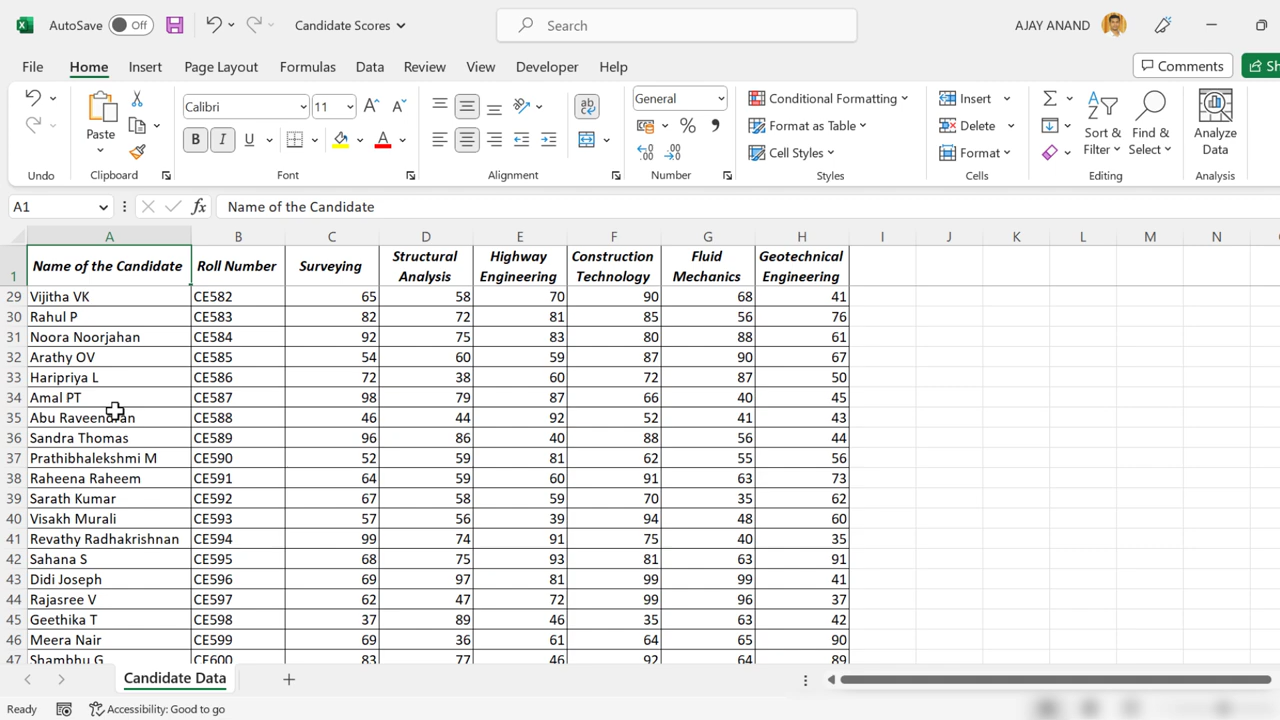 AutoSave Off Candidate Scores Search AJAY ANAND
File Home Insert Page Layout Formulas Data Review View Developer Help Comments Sh
Calibri 11 General Conditional Formatting Insert
Paste B I U Format as Table Delete Sort & Filter Find & Select Analyze Data
Cell Styles Format
Undo Clipboard Font Alignment Number Styles Cells Editing Analysis
A1 fx Name of the Candidate
A B C D E F G H I J K L M N
1 Name of the Candidate Roll Number Surveying Structural Analysis Highway Engineering Construction Technology Fluid Mechanics Geotechnical Engineering
29 Vijitha VK CE582 65 58 70 90 68 41
30 Rahul P CE583 82 72 81 85 56 76
31 Noora Noorjahan CE584 92 75 83 80 88 61
32 Arathy OV CE585 54 60 59 87 90 67
33 Haripriya L CE586 72 38 60 72 87 50
34 Amal PT CE587 98 79 87 66 40 45
35 Abu Raveendran CE588 46 44 92 52 41 43
36 Sandra Thomas CE589 96 86 40 88 56 44
37 Prathibhalekshmi M CE590 52 59 81 62 55 56
38 Raheena Raheem CE591 64 59 60 91 63 73
39 Sarath Kumar CE592 67 58 59 70 35 62
40 Visakh Murali CE593 57 56 39 94 48 60
41 Revathy Radhakrishnan CE594 99 74 91 75 40 35
42 Sahana S CE595 68 75 93 81 63 91
43 Didi Joseph CE596 69 97 81 99 99 41
44 Rajasree V CE597 62 47 72 99 96 37
45 Geethika T CE598 37 89 46 35 63 42
46 Meera Nair CE599 69 36 61 64 65 90
47 Shambhu G CE600 83 77 46 92 64 89
Candidate Data
Ready Accessibility: Good to go